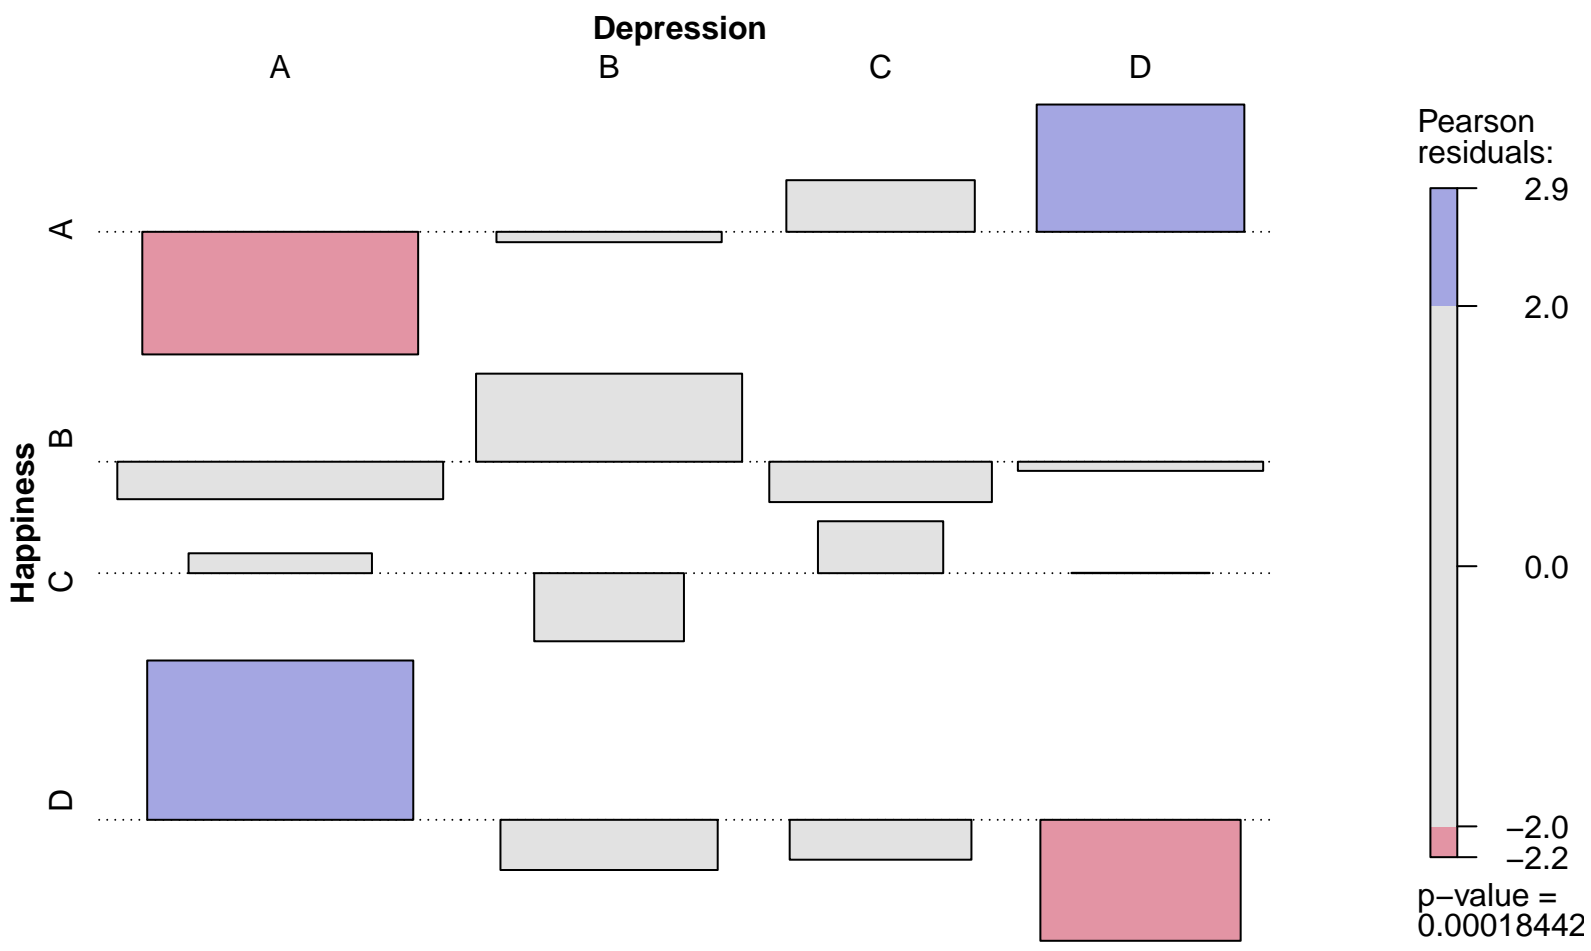 Depression
A B C D
Happiness
A
B
C
D
Pearson
residuals:
2.9
2.0
0.0
−2.0
−2.2
p−value =
0.00018442